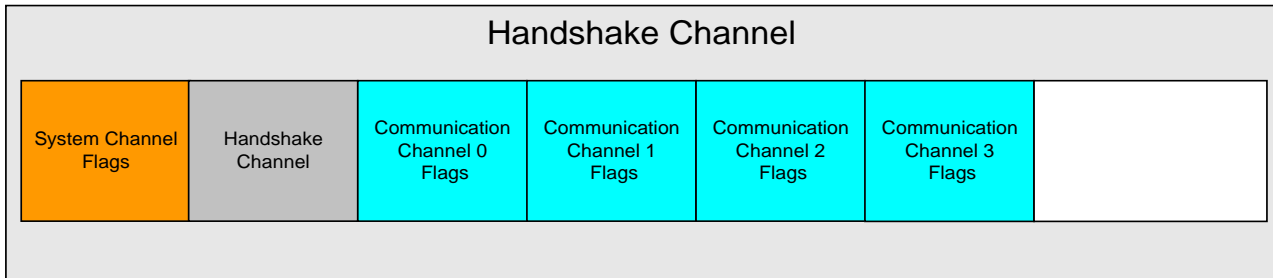 Handshake Channel
System Channel
Flags
Handshake
Channel
Communication
Channel 0
Flags
Communication
Channel 1
Flags
Communication
Channel 2
Flags
Communication
Channel 3
Flags